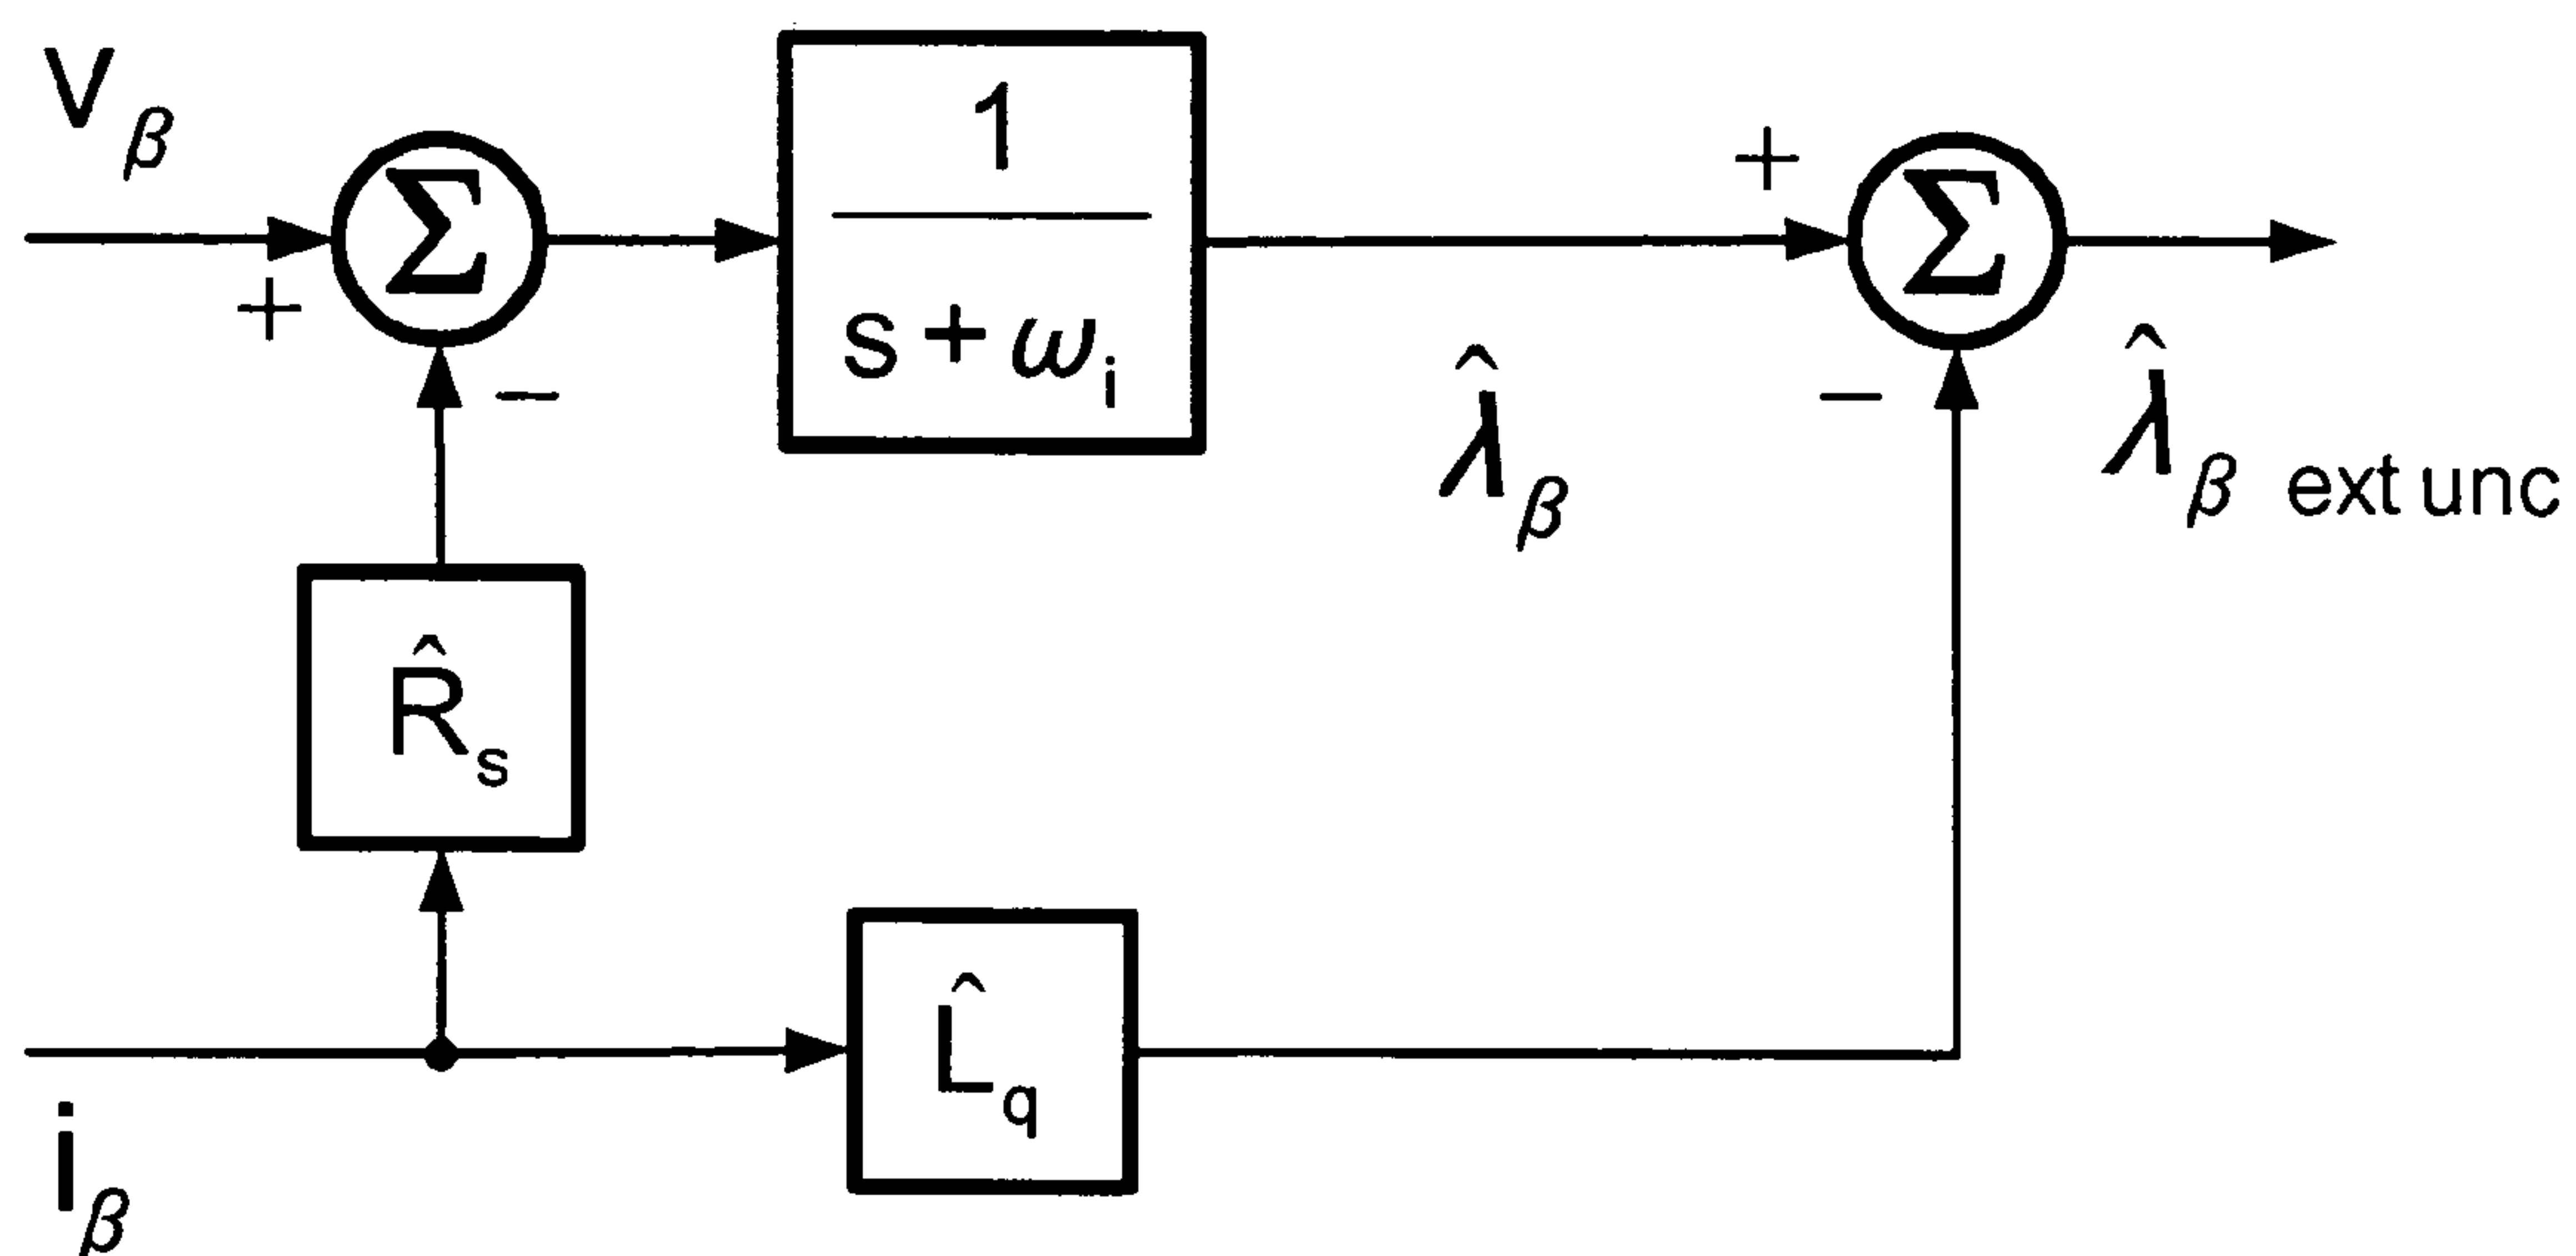 V_β
Σ
+
−
1
s + ω_i
λ̂_β
+
Σ
−
λ̂_β ext unc
R̂_s
L̂_q
i_β